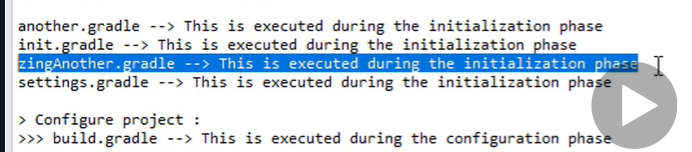 another.gradle --> This is executed during the initialization phase
init.gradle --> This is executed during the initialization phase
zingAnother.gradle --> This is executed during the initialization phase
settings.gradle --> This is executed during the initialization phase
> Configure project :
>>> build.gradle --> This is executed during the configuration phase